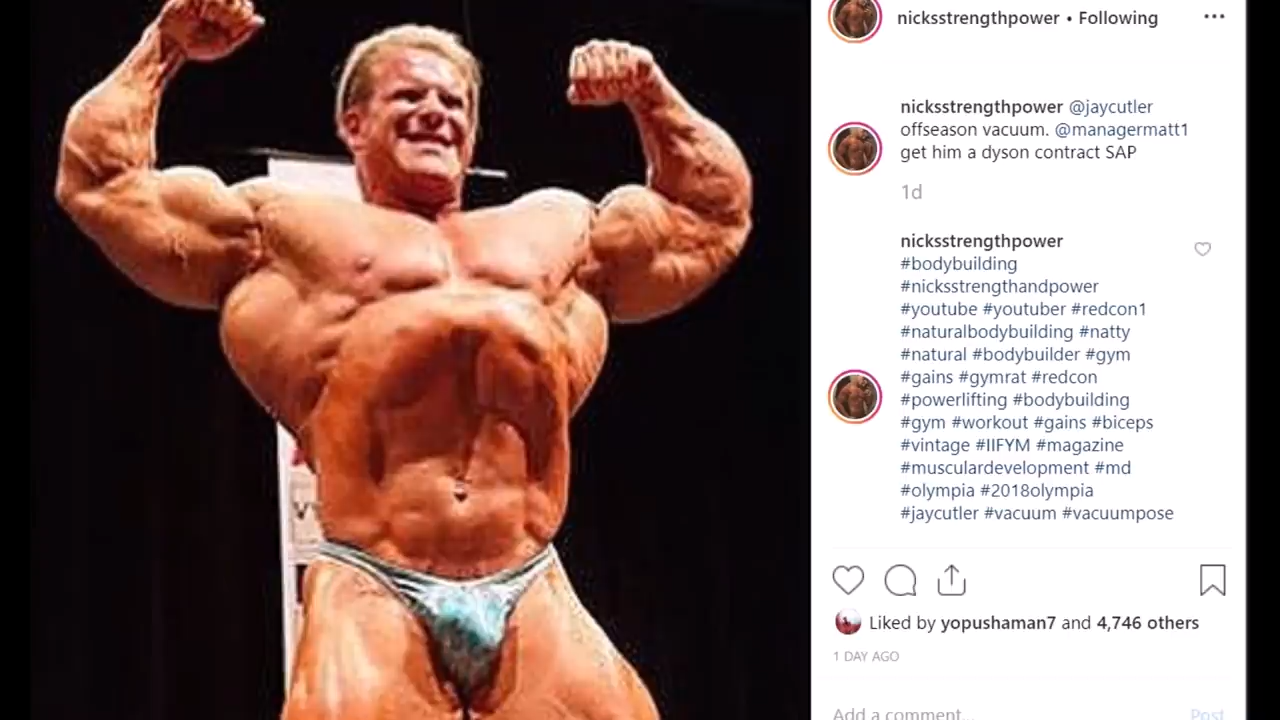 nicksstrengthpower • Following
nicksstrengthpower @jaycutler
offseason vacuum. @managermatt1
get him a dyson contract SAP
1d
nicksstrengthpower
#bodybuilding
#nicksstrengthandpower
#youtube #youtuber #redcon1
#naturalbodybuilding #natty
#natural #bodybuilder #gym
#gains #gymrat #redcon
#powerlifting #bodybuilding
#gym #workout #gains #biceps
#vintage #IIFYM #magazine
#musculardevelopment #md
#olympia #2018olympia
#jaycutler #vacuum #vacuumpose
Liked by yopushaman7 and 4,746 others
1 DAY AGO
Add a comment...
Post